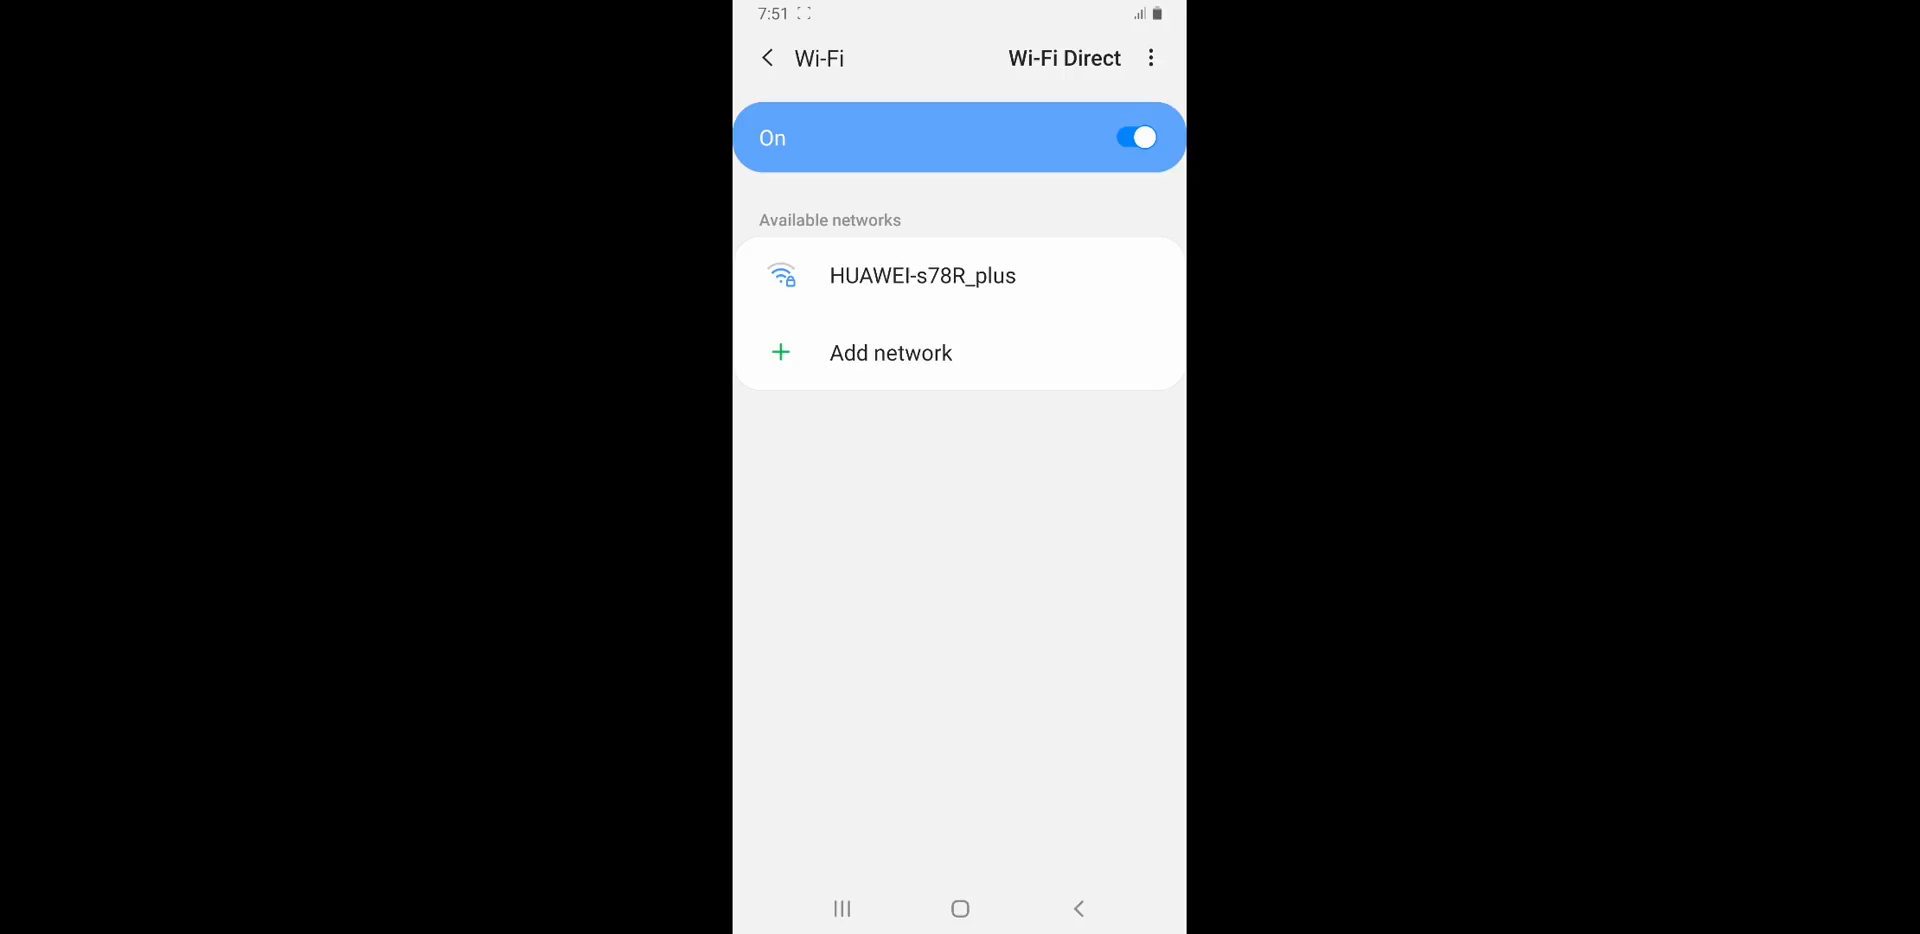 7:51
Wi-Fi Wi-Fi Direct
On
Available networks
HUAWEI-s78R_plus
Add network